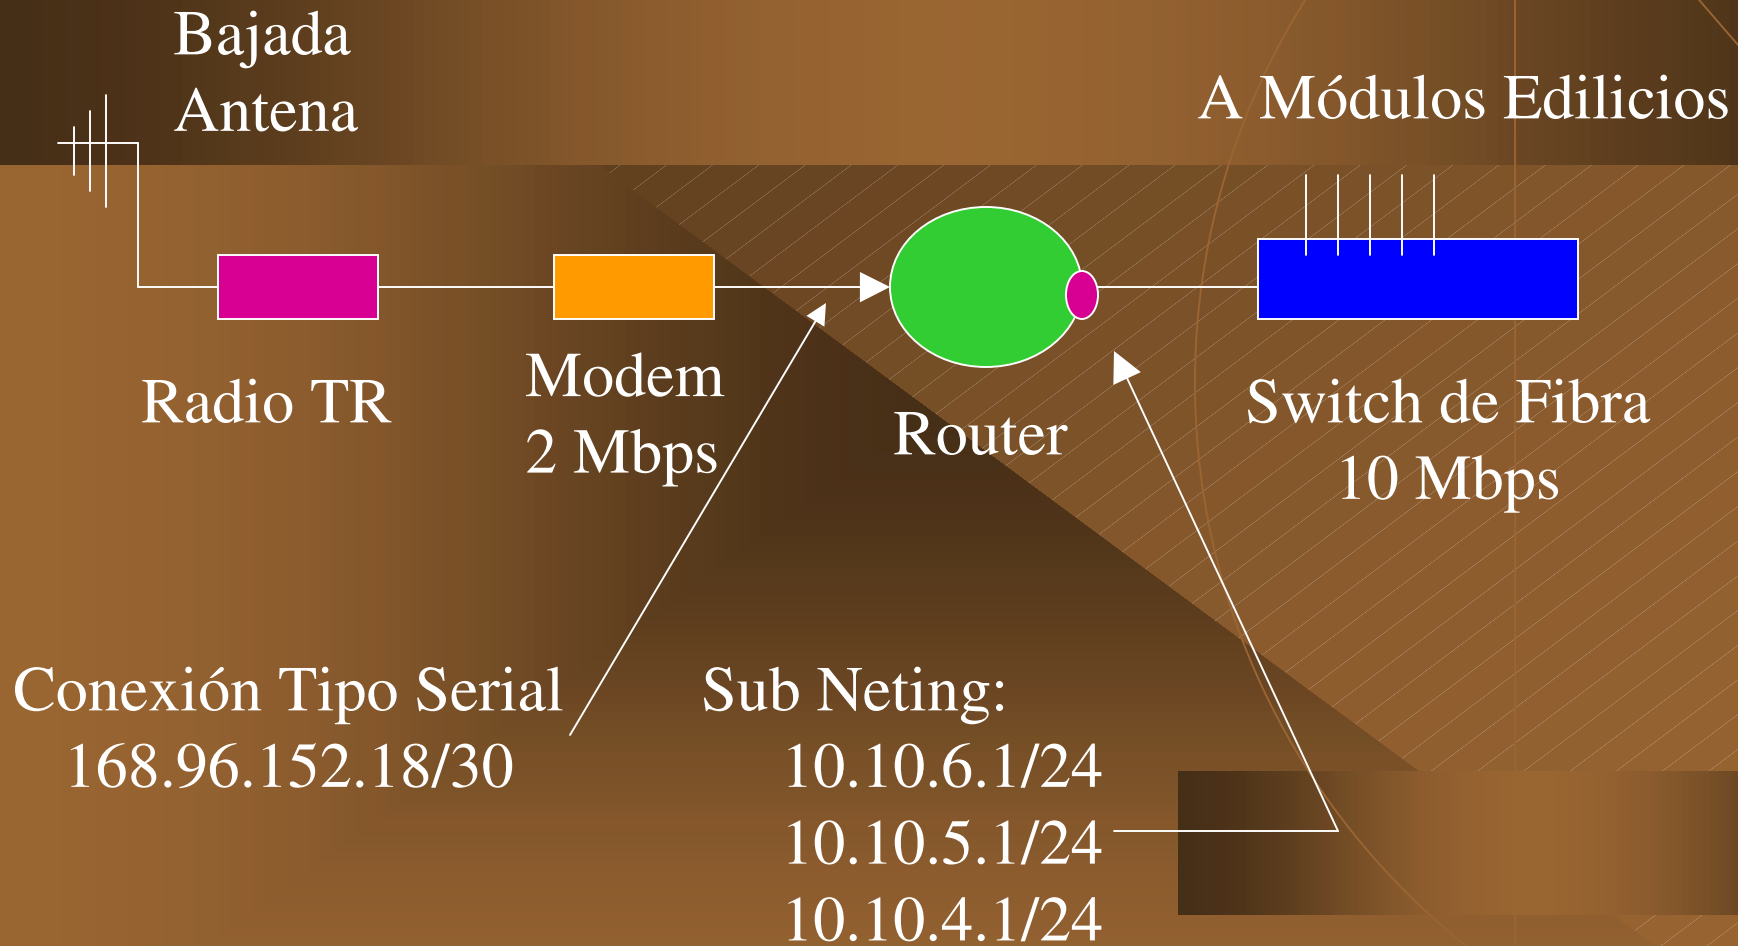 Bajada
Antena
A Módulos Edilicios
Radio TR
Modem
2 Mbps
Router
Switch de Fibra
10 Mbps
Conexión Tipo Serial
168.96.152.18/30
Sub Neting:
10.10.6.1/24
10.10.5.1/24
10.10.4.1/24